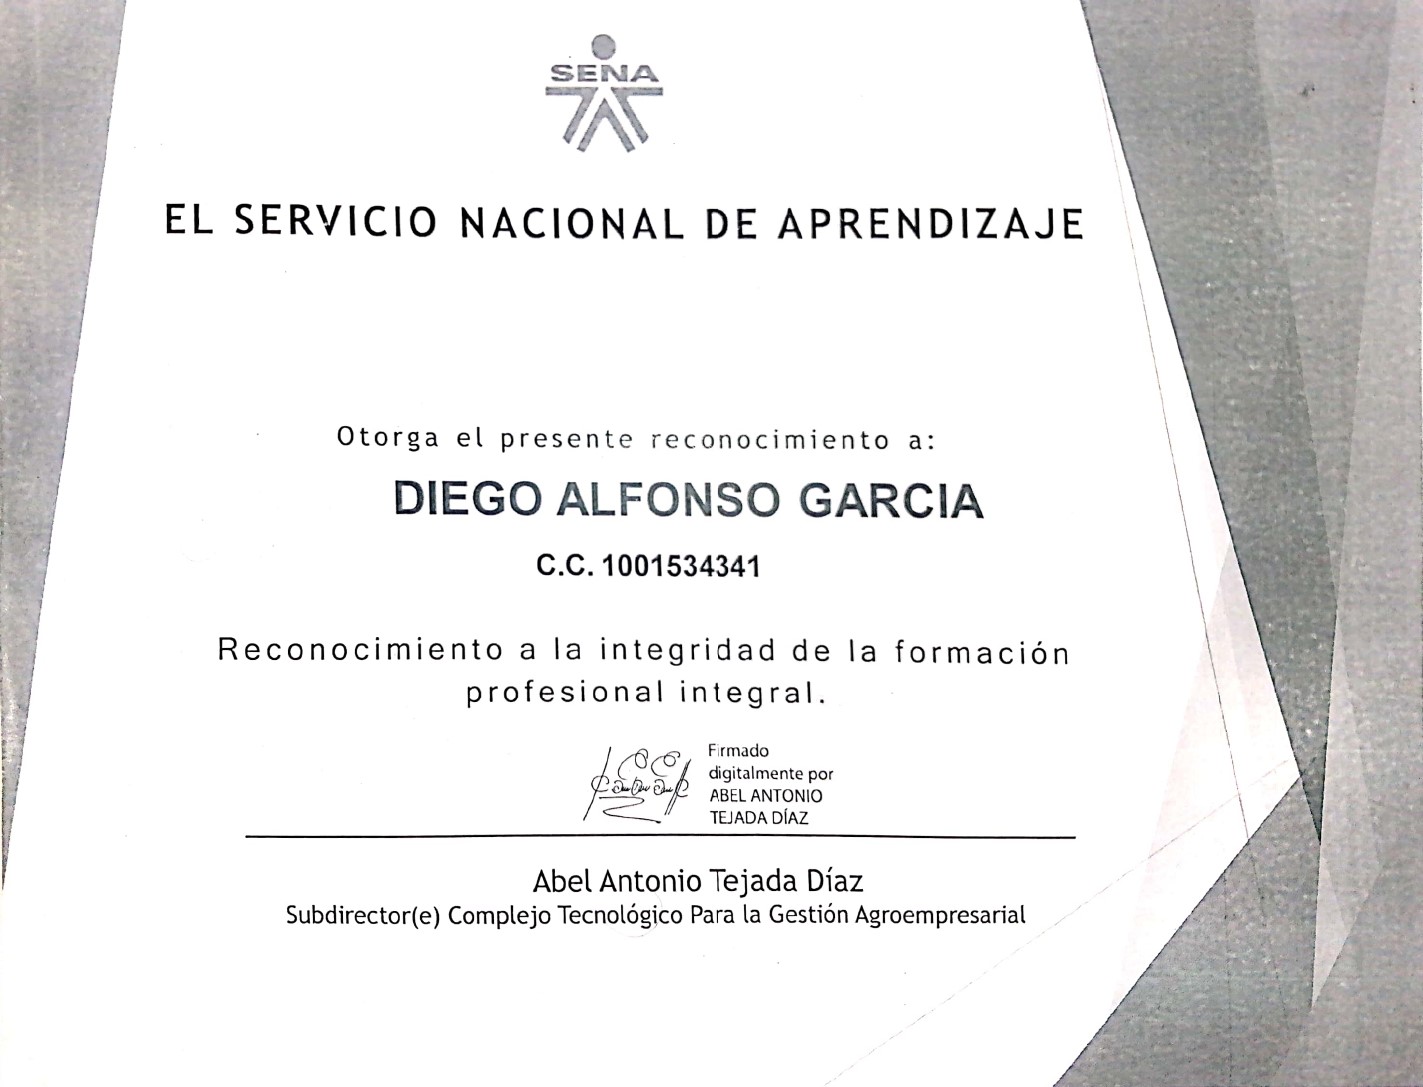 SENA
EL SERVICIO NACIONAL DE APRENDIZAJE
Otorga el presente reconocimiento a:
DIEGO ALFONSO GARCIA
C.C. 1001534341
Reconocimiento a la integridad de la formación
profesional integral.
Firmado
digitalmente por
ABEL ANTONIO
TEJADA DÍAZ
Abel Antonio Tejada Díaz
Subdirector(e) Complejo Tecnológico Para la Gestión Agroempresarial